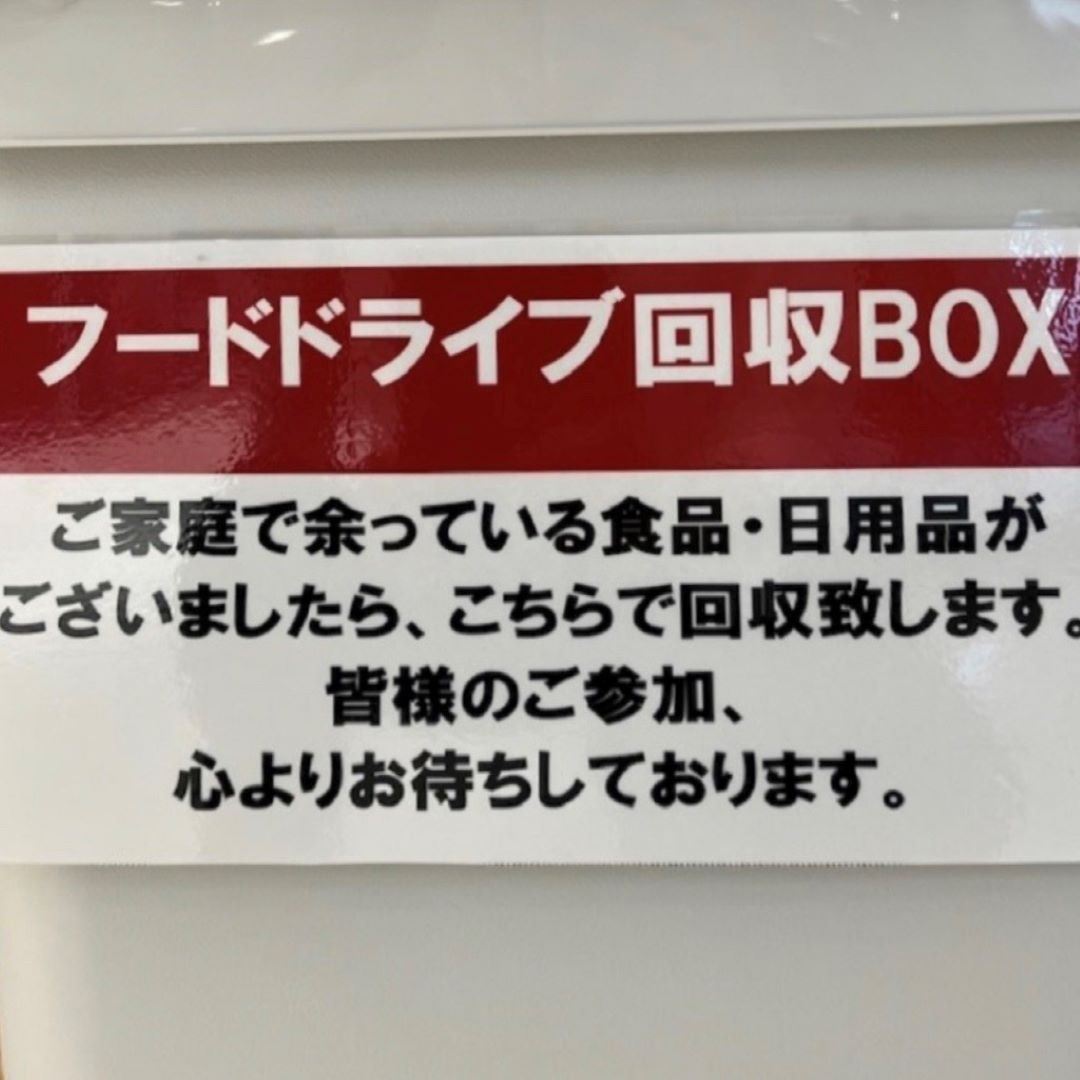 フードドライブ回収BOX
ご家庭で余っている食品・日用品が
ございましたら、こちらで回収致します。
皆様のご参加、
心よりお待ちしております。